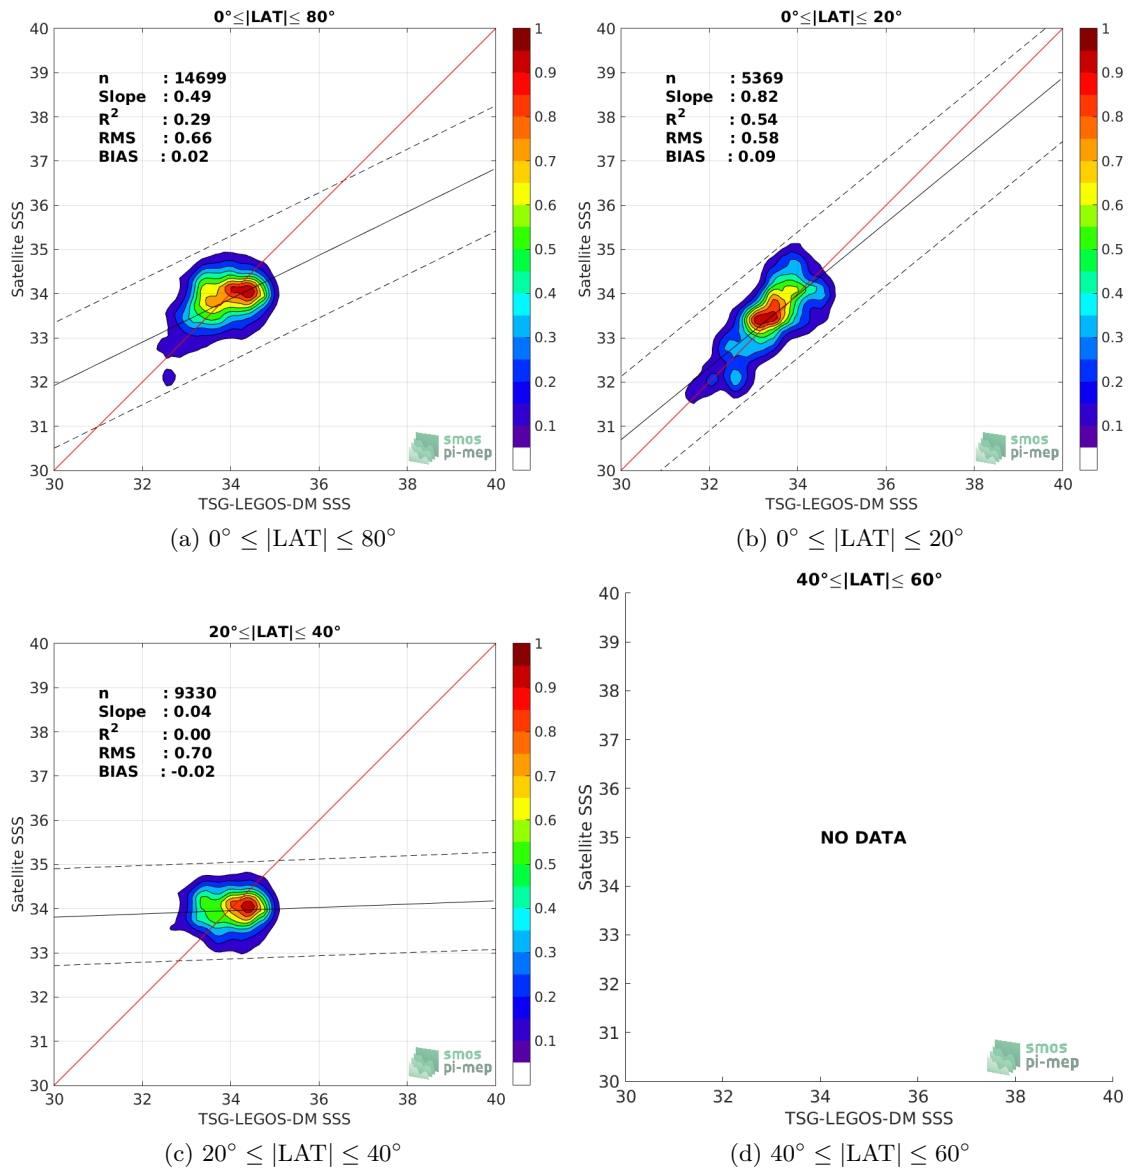 0°≤|LAT|≤ 80°
n : 14699
Slope : 0.49
R2 : 0.29
RMS : 0.66
BIAS : 0.02
Satellite SSS
40
39
38
37
36
35
34
33
32
31
30
30 32 34 36 38 40
TSG-LEGOS-DM SSS
1
0.9
0.8
0.7
0.6
0.5
0.4
0.3
0.2
0.1
smos
pi-mep
(a) 0° ≤ |LAT| ≤ 80°
0°≤|LAT|≤ 20°
n : 5369
Slope : 0.82
R2 : 0.54
RMS : 0.58
BIAS : 0.09
Satellite SSS
40
39
38
37
36
35
34
33
32
31
30
30 32 34 36 38 40
TSG-LEGOS-DM SSS
1
0.9
0.8
0.7
0.6
0.5
0.4
0.3
0.2
0.1
smos
pi-mep
(b) 0° ≤ |LAT| ≤ 20°
20°≤|LAT|≤ 40°
n : 9330
Slope : 0.04
R2 : 0.00
RMS : 0.70
BIAS : -0.02
Satellite SSS
40
39
38
37
36
35
34
33
32
31
30
30 32 34 36 38 40
TSG-LEGOS-DM SSS
1
0.9
0.8
0.7
0.6
0.5
0.4
0.3
0.2
0.1
smos
pi-mep
(c) 20° ≤ |LAT| ≤ 40°
40°≤|LAT|≤ 60°
Satellite SSS
40
39
38
37
36
35
34
33
32
31
30
NO DATA
30 32 34 36 38 40
TSG-LEGOS-DM SSS
smos
pi-mep
(d) 40° ≤ |LAT| ≤ 60°